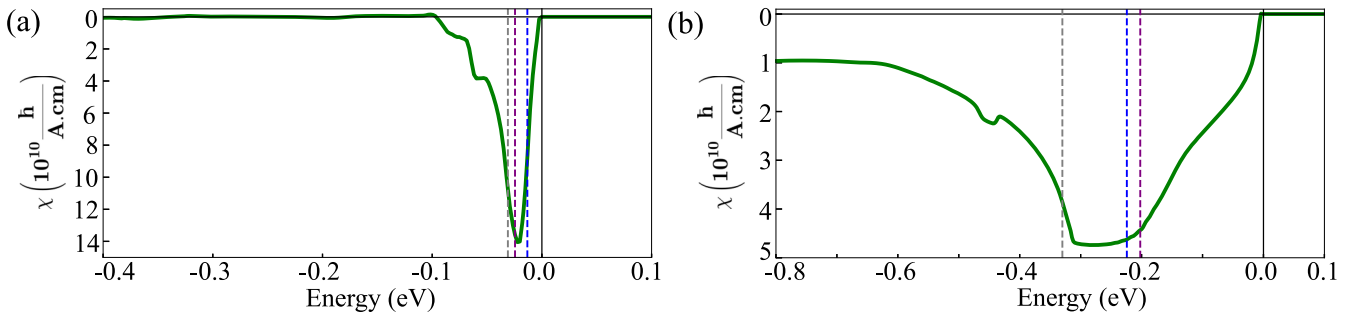 (a)
0
2
4
6
8
10
12
14
χ (10^10 ħ/A.cm)
-0.4 -0.3 -0.2 -0.1 0.0 0.1
Energy (eV)
(b)
0
1
2
3
4
5
χ (10^10 ħ/A.cm)
-0.8 -0.6 -0.4 -0.2 0.0 0.1
Energy (eV)